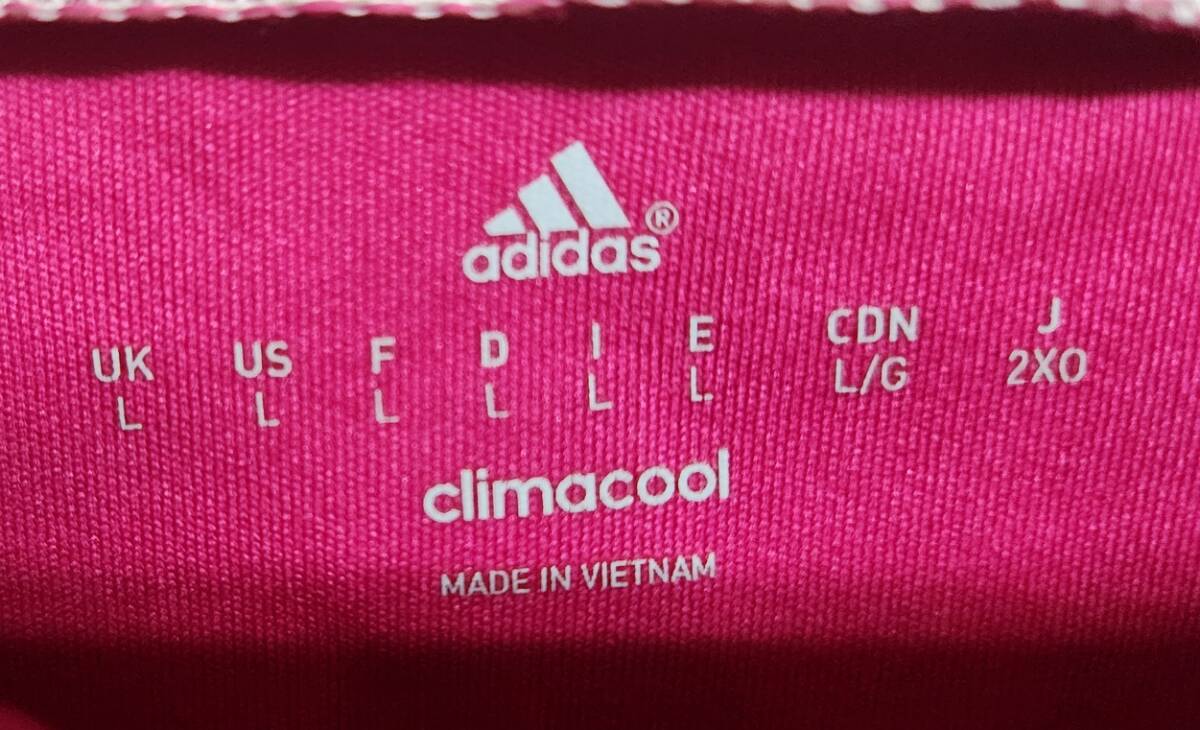 adidas®
UK US F D I E CDN J
L L L L L L L/G 2XO
climacool
MADE IN VIETNAM